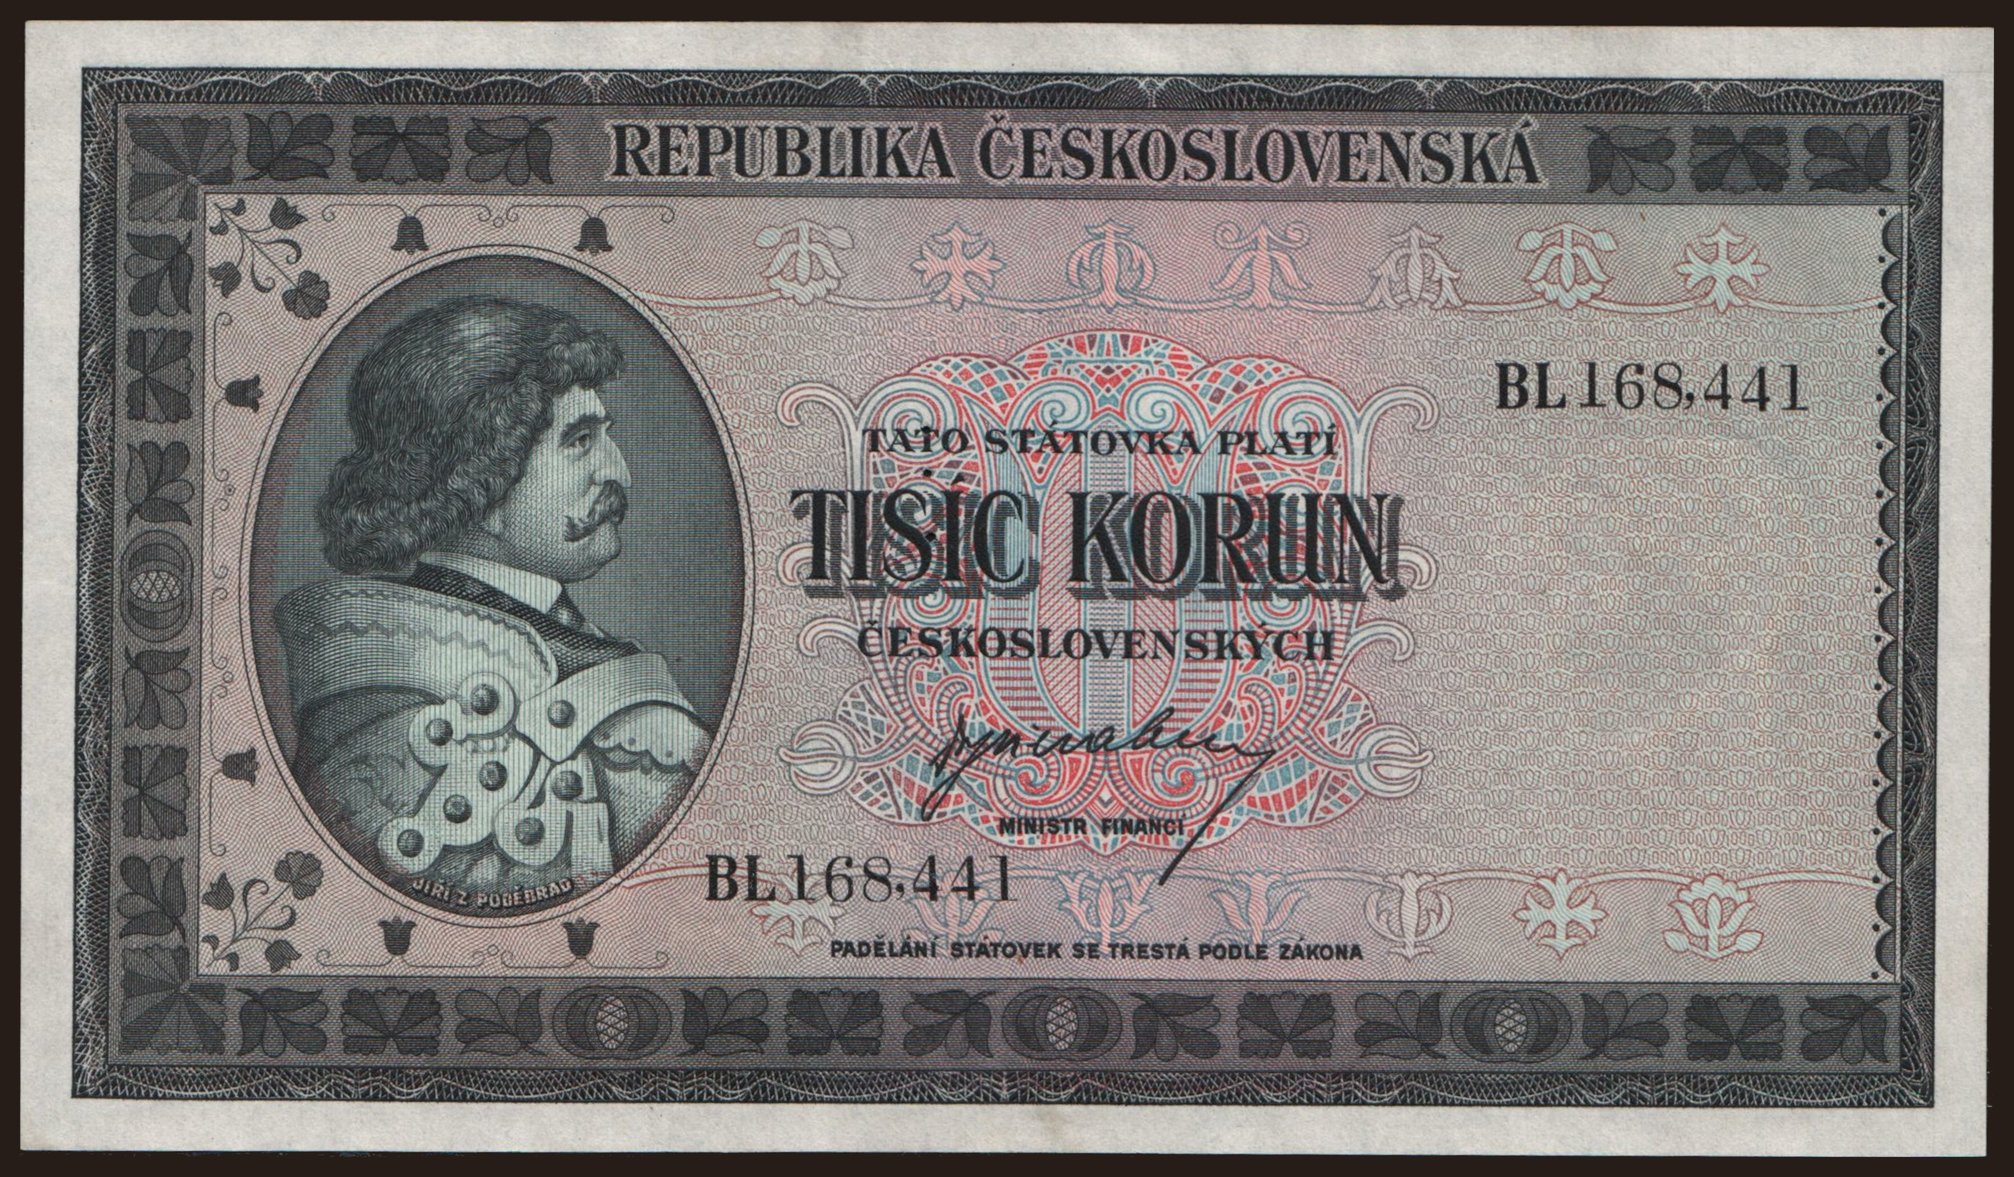 REPUBLIKA ČESKOSLOVENSKÁ
BL168,441
TATO STÁTOVKA PLATÍ
TISÍC KORUN
ČESKOSLOVENSKÝCH
MINISTR FINANCÍ
BL168,441
JIŘÍ Z PODĚBRAD
PADĚLÁNÍ STÁTOVEK SE TRESTÁ PODLE ZÁKONA